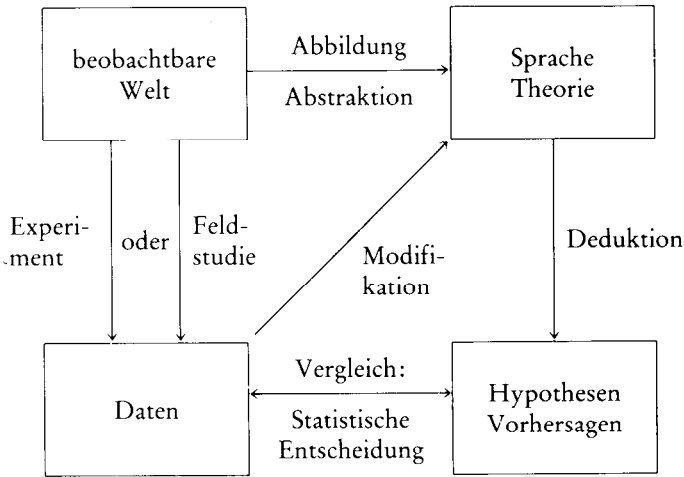 beobachtbare
Welt
Abbildung
Abstraktion
Sprache
Theorie
Experi-
ment
oder
Feld-
studie
Modifi-
kation
Deduktion
Daten
Vergleich:
Statistische
Entscheidung
Hypothesen
Vorhersagen